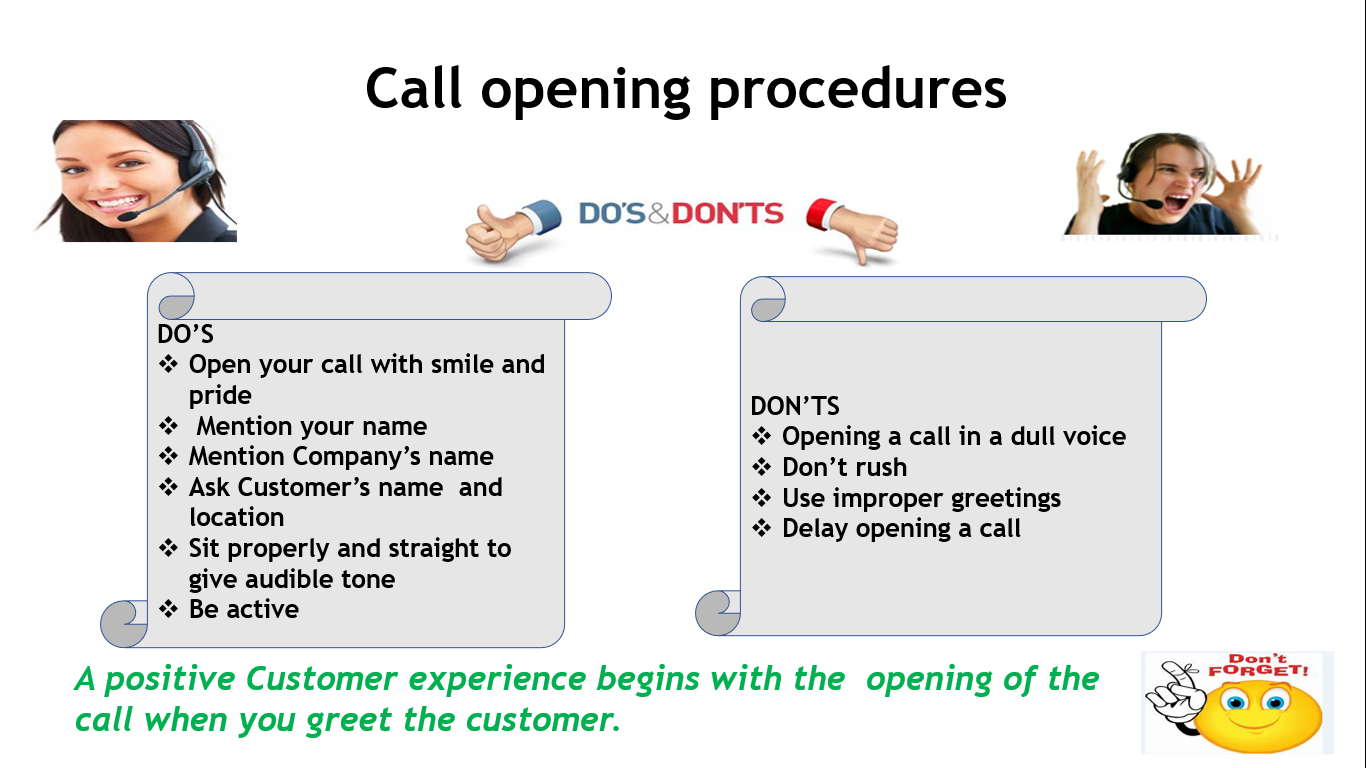 Call opening procedures
DO'S&DON'TS
DO’S
❖ Open your call with smile and
pride
❖ Mention your name
❖ Mention Company’s name
❖ Ask Customer’s name  and
location
❖ Sit properly and straight to
give audible tone
❖ Be active
DON’TS
❖ Opening a call in a dull voice
❖ Don’t rush
❖ Use improper greetings
❖ Delay opening a call
A positive Customer experience begins with the  opening of the
call when you greet the customer.
Don't
FORGET!